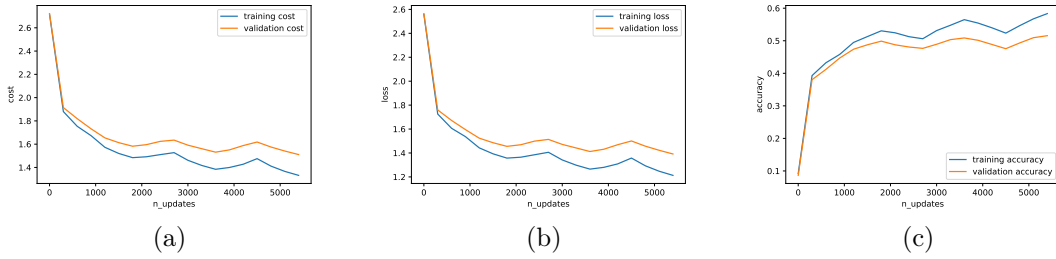 training cost
validation cost
2.6
2.4
2.2
2.0
1.8
1.6
1.4
cost
0
1000
2000
3000
4000
5000
n_updates
(a)
training loss
validation loss
2.6
2.4
2.2
2.0
1.8
1.6
1.4
1.2
loss
0
1000
2000
3000
4000
5000
n_updates
(b)
0.6
0.5
0.4
0.3
0.2
0.1
accuracy
training accuracy
validation accuracy
0
1000
2000
3000
4000
5000
n_updates
(c)